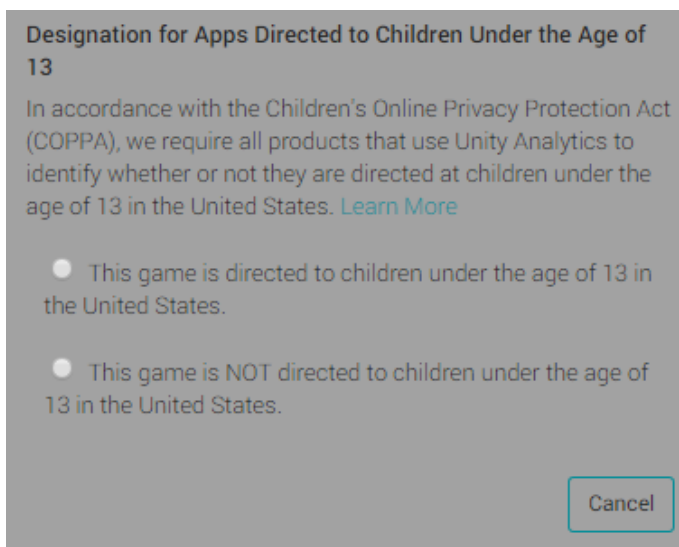 Designation for Apps Directed to Children Under the Age of
13
In accordance with the Children's Online Privacy Protection Act
(COPPA), we require all products that use Unity Analytics to
identify whether or not they are directed at children under the
age of 13 in the United States. Learn More
This game is directed to children under the age of 13 in
the United States.
This game is NOT directed to children under the age of
13 in the United States.
Cancel